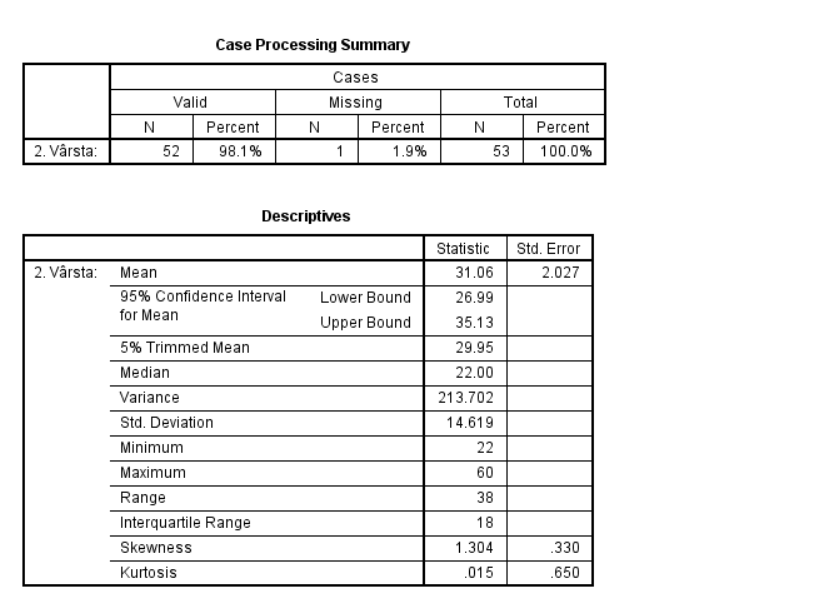 Case Processing Summary
Cases
Valid Missing Total
N Percent N Percent N Percent
2. Vârsta: 52 98.1% 1 1.9% 53 100.0%
Descriptives
Statistic Std. Error
2. Vârsta: Mean 31.06 2.027
95% Confidence Interval for Mean Lower Bound 26.99
Upper Bound 35.13
5% Trimmed Mean 29.95
Median 22.00
Variance 213.702
Std. Deviation 14.619
Minimum 22
Maximum 60
Range 38
Interquartile Range 18
Skewness 1.304 .330
Kurtosis .015 .650